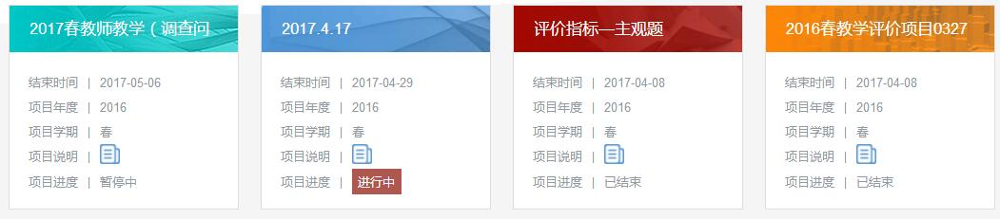 2017春教师教学（调查问
结束时间 | 2017-05-06
项目年度 | 2016
项目学期 | 春
项目说明 |
项目进度 | 暂停中
2017.4.17
结束时间 | 2017-04-29
项目年度 | 2016
项目学期 | 春
项目说明 |
项目进度 | 进行中
评价指标—主观题
结束时间 | 2017-04-08
项目年度 | 2016
项目学期 | 春
项目说明 |
项目进度 | 已结束
2016春教学评价项目0327
结束时间 | 2017-04-08
项目年度 | 2016
项目学期 | 春
项目说明 |
项目进度 | 已结束